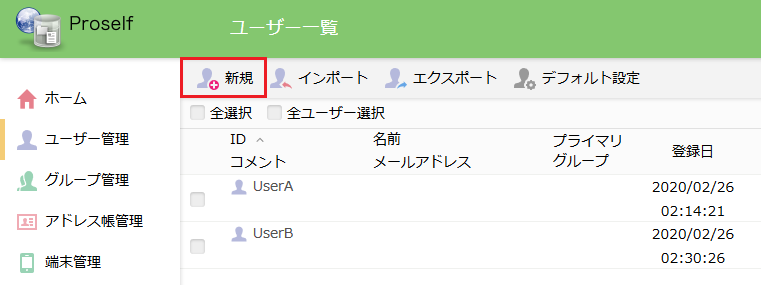 Proself
ユーザー一覧
新規 インポート エクスポート デフォルト設定
全選択 全ユーザー選択
ホーム
ユーザー管理
グループ管理
アドレス帳管理
端末管理
ID 名前 プライマリ 登録日
コメント メールアドレス グループ
UserA 2020/02/26
02:14:21
UserB 2020/02/26
02:30:26